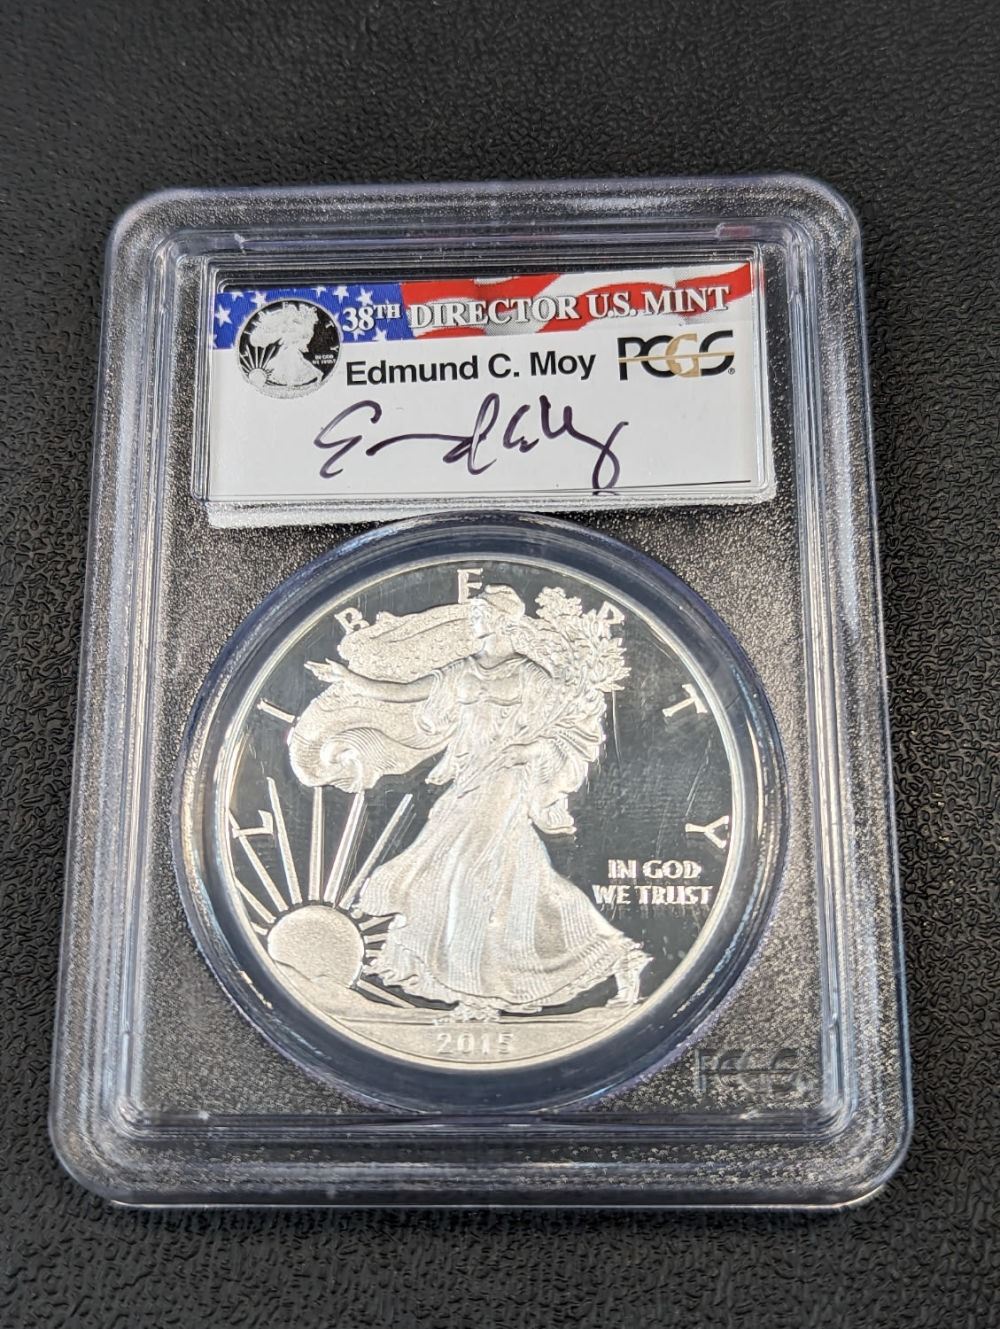 38TH DIRECTOR U.S. MINT
Edmund C. Moy PCGS
LIBERTY
IN GOD
WE TRUST
2015
PCGS